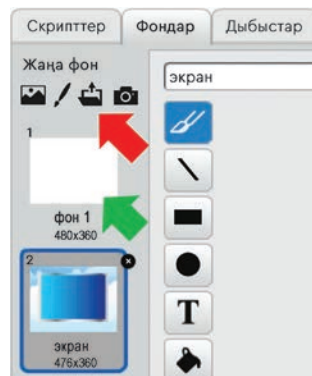 Скрипттер Фондар Дыбыстар
Жаңа фон
экран
1
фон 1
480x360
2
экран
476x360
T